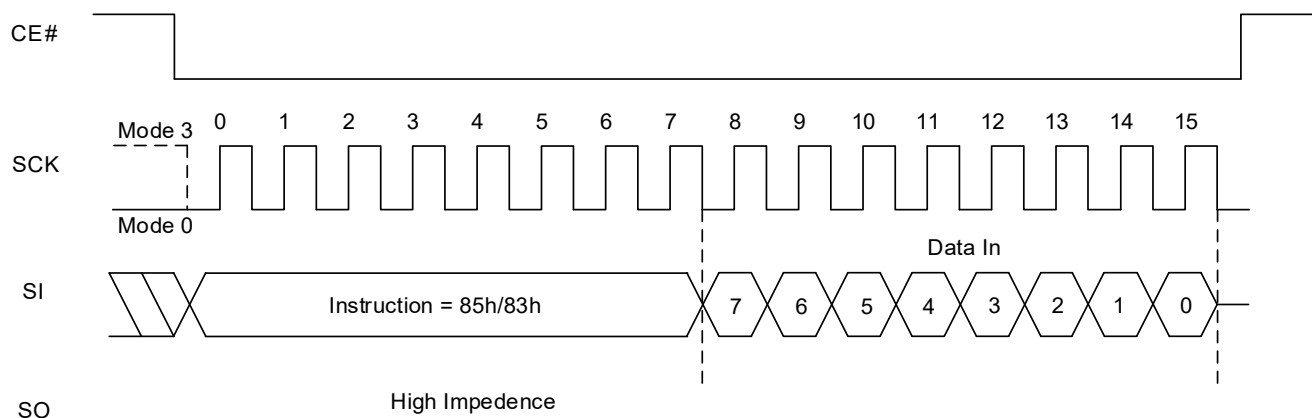 CE#
Mode 3 0 1 2 3 4 5 6 7 8 9 10 11 12 13 14 15
SCK
Mode 0
Data In
SI Instruction = 85h/83h 7 6 5 4 3 2 1 0
SO High Impedence